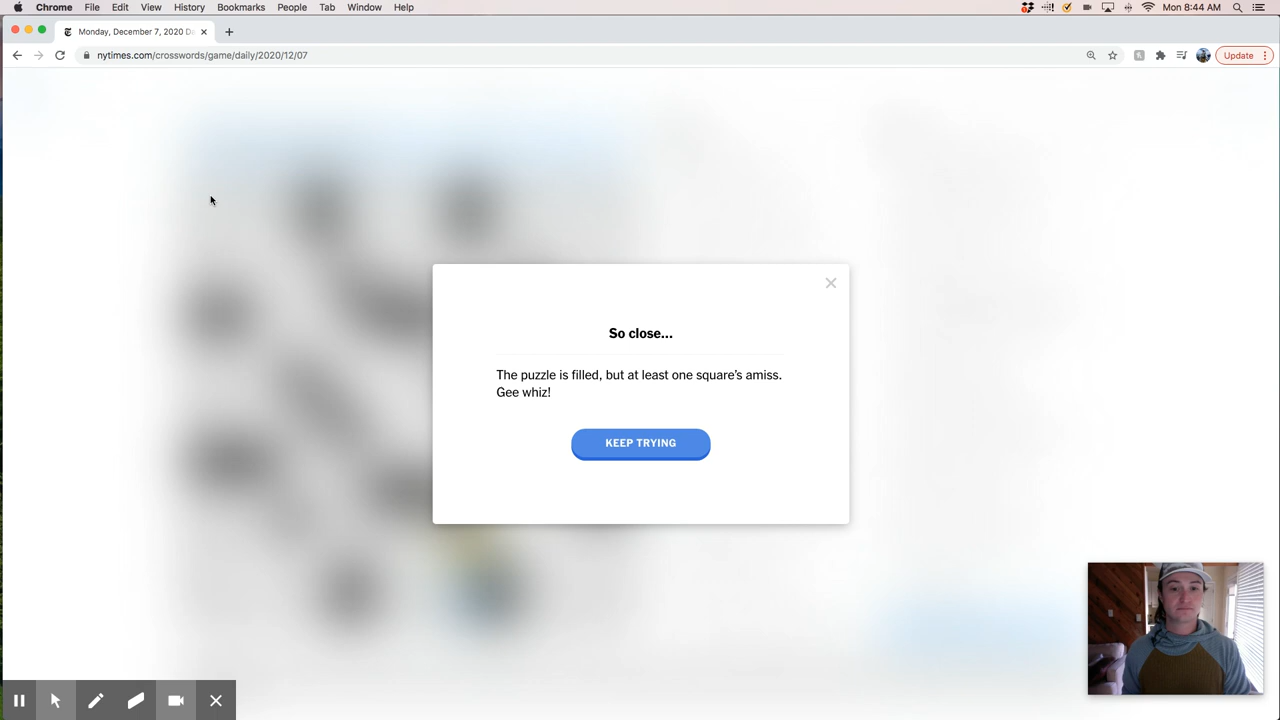 Chrome File Edit View History Bookmarks People Tab Window Help Mon 8:44 AM
Monday, December 7, 2020 D
nytimes.com/crosswords/game/daily/2020/12/07 Update
So close...
The puzzle is filled, but at least one square's amiss.
Gee whiz!
KEEP TRYING